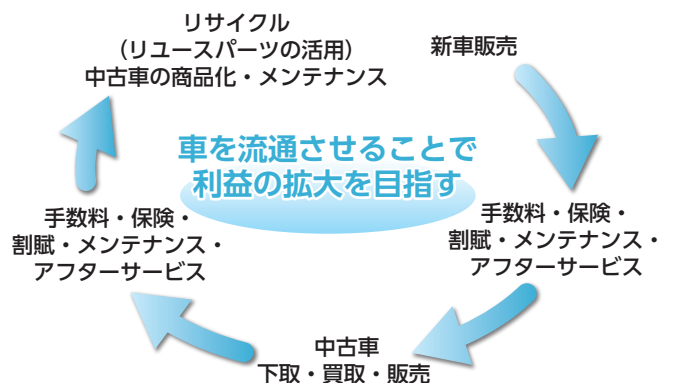 リサイクル
（リユースパーツの活用）
中古車の商品化・メンテナンス
新車販売
車を流通させることで
利益の拡大を目指す
手数料・保険・
割賦・メンテナンス・
アフターサービス
中古車
下取・買取・販売
手数料・保険・
割賦・メンテナンス・
アフターサービス